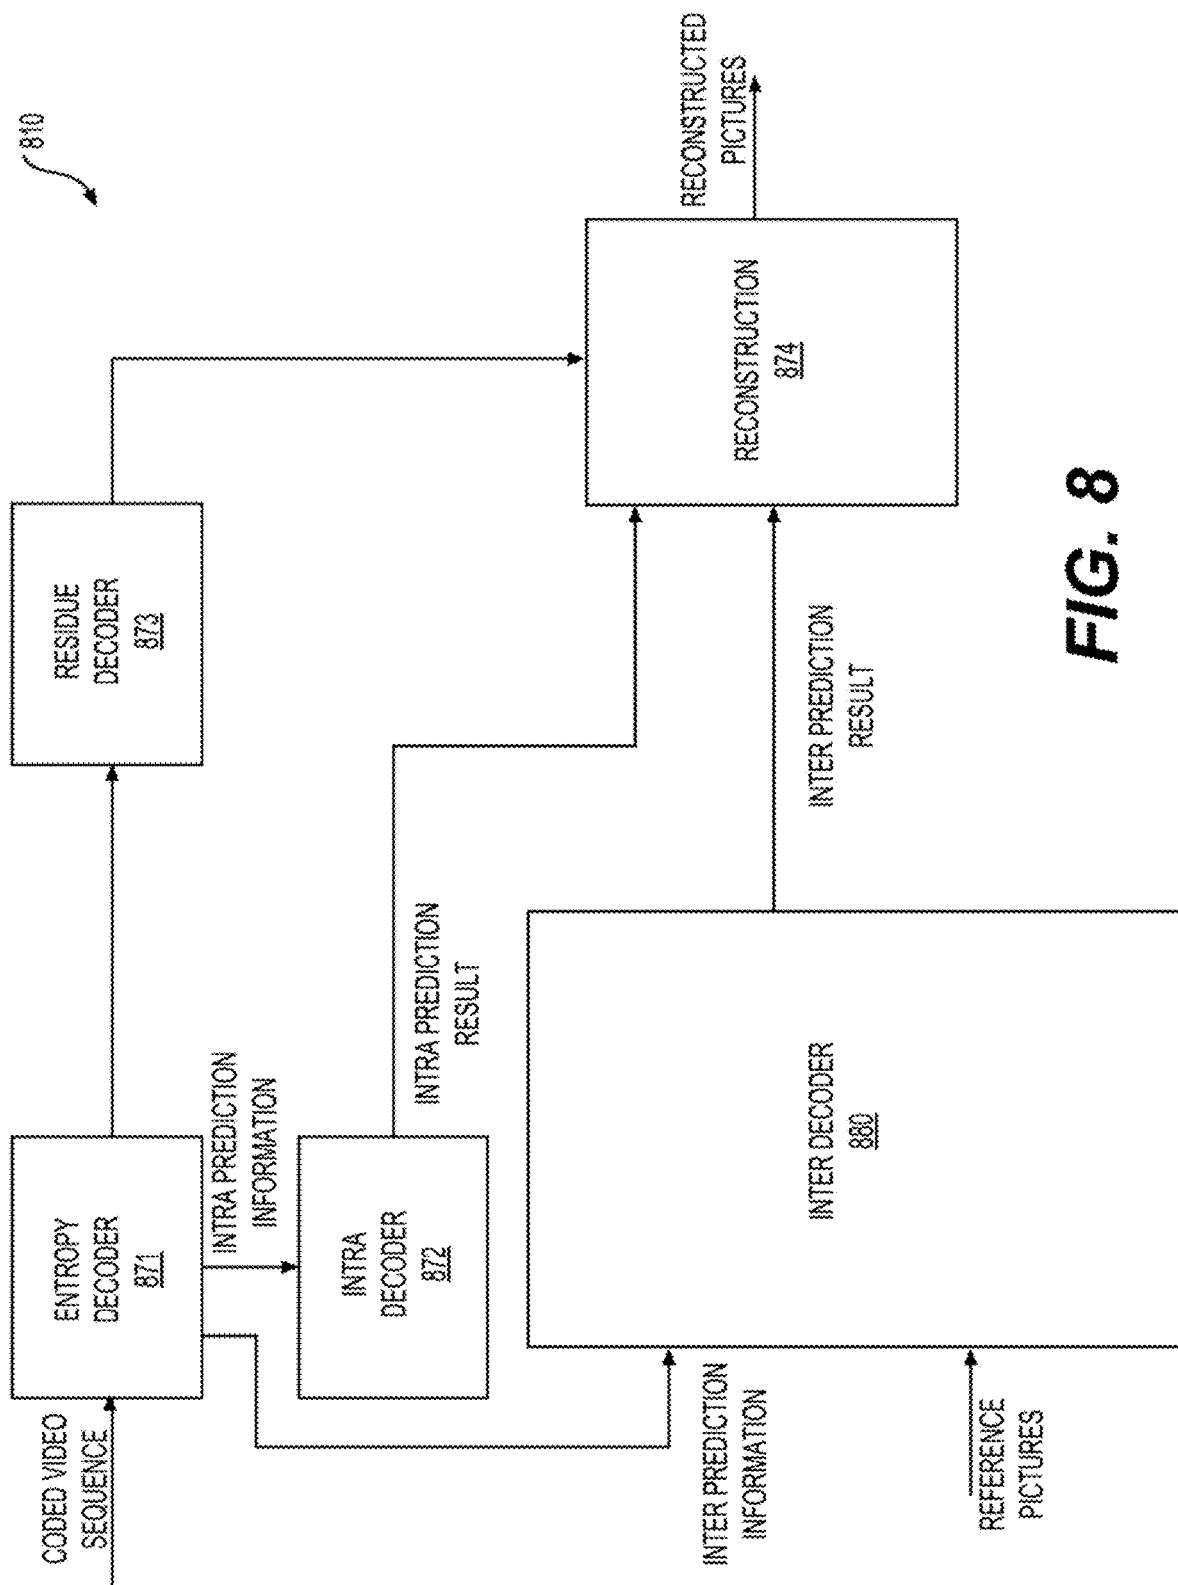 810
CODED VIDEO
SEQUENCE
ENTROPY
DECODER
871
RESIDUE
DECODER
873
INTRA PREDICTION
INFORMATION
INTRA
DECODER
872
INTRA PREDICTION
RESULT
INTER PREDICTION
INFORMATION
REFERENCE
PICTURES
INTER DECODER
880
INTER PREDICTION
RESULT
RECONSTRUCTION
874
RECONSTRUCTED
PICTURES
FIG. 8